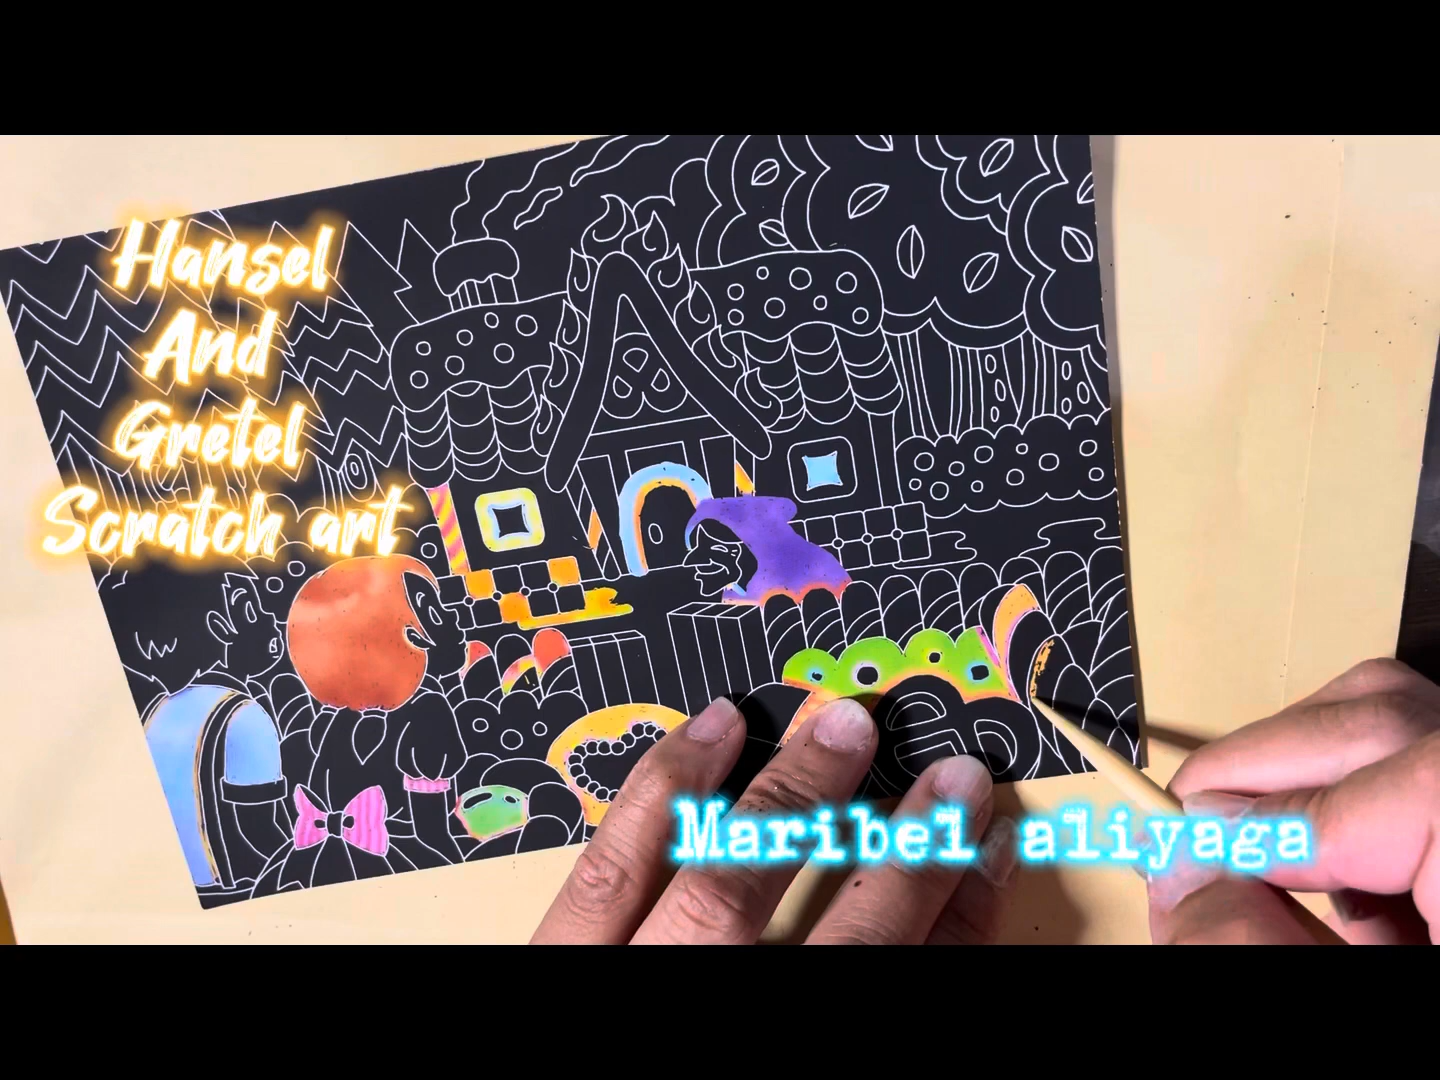 Hansel
And
Gretel
Scratch art
Maribel aliyaga